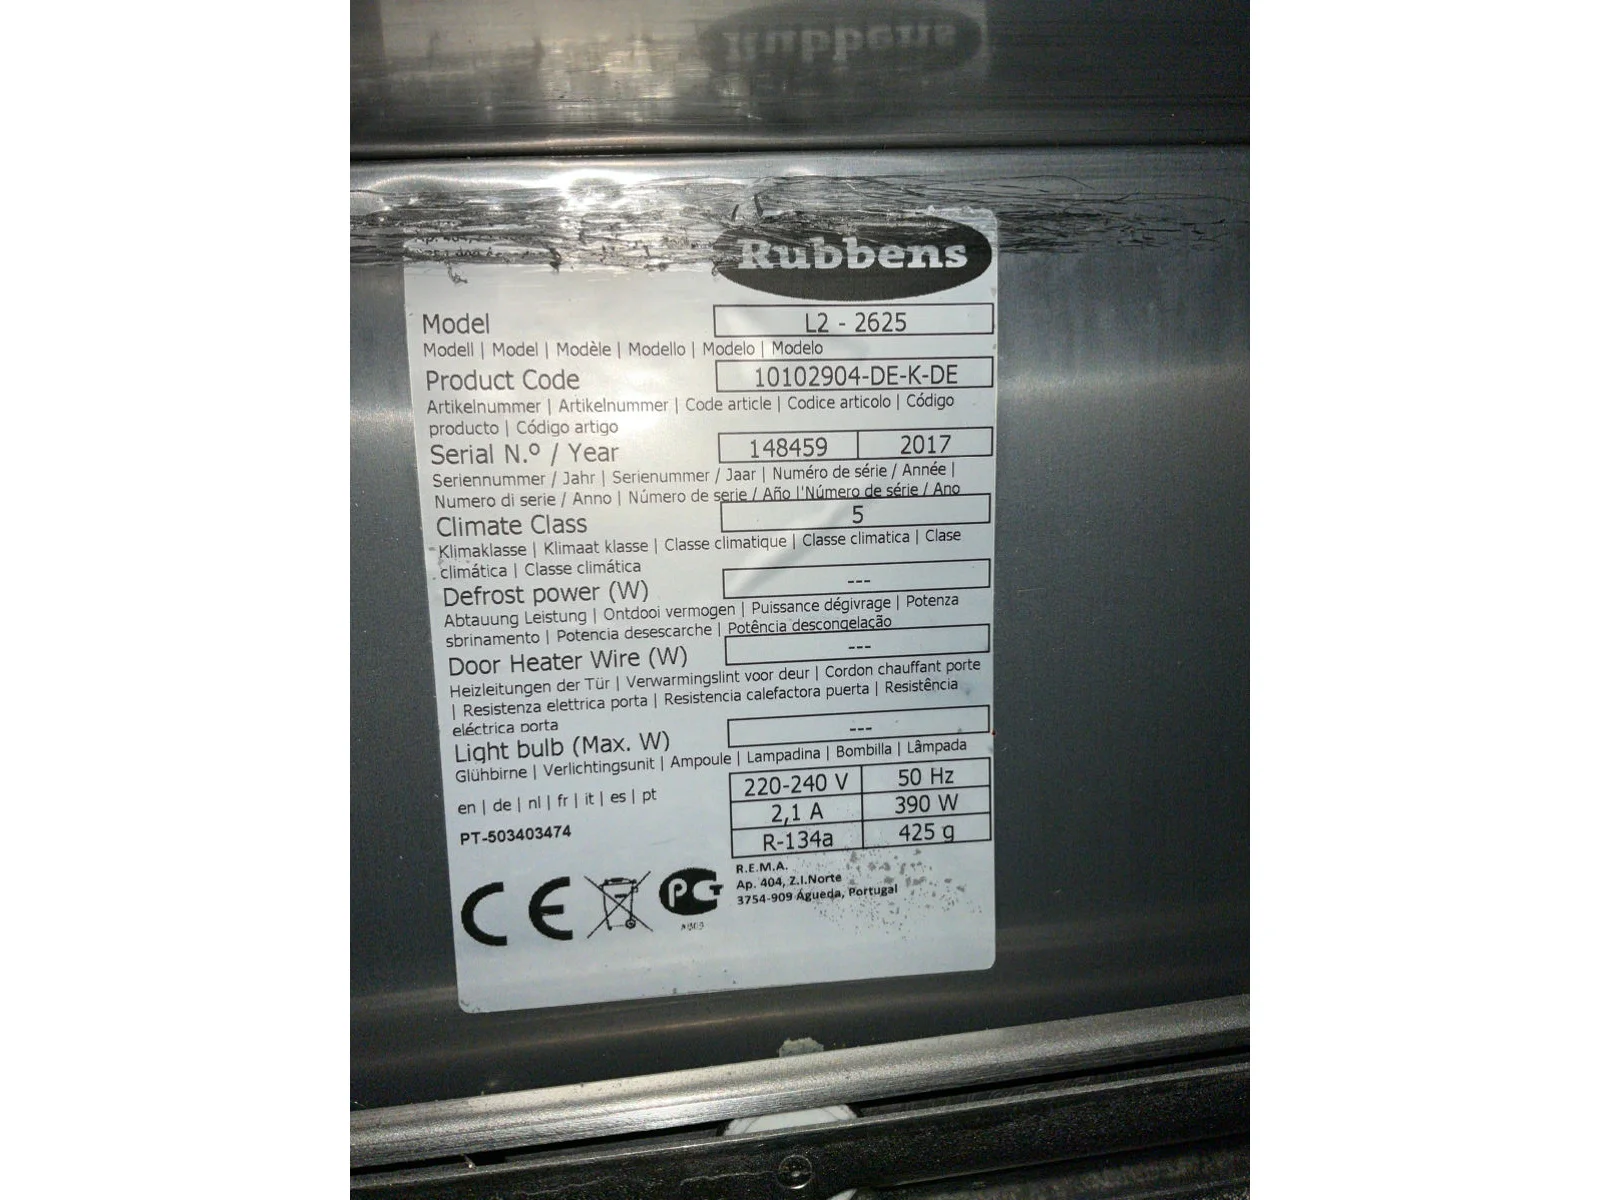 Rubbens
Rubbens
Model L2 - 2625
Modell | Model | Modèle | Modello | Modelo | Modelo
Product Code 10102904-DE-K-DE
Artikelnummer | Artikelnummer | Code article | Codice articolo | Código
producto | Código artigo
Serial N.º / Year 148459 2017
Seriennummer / Jahr | Serienummer / Jaar | Numéro de série / Année |
Numero di serie / Anno | Número de serie / Año l'Número de série / Ano
Climate Class 5
Klimaklasse | Klimaat klasse | Classe climatique | Classe climatica | Clase
climática | Classe climática
Defrost power (W) ---
Abtauung Leistung | Ontdooi vermogen | Puissance dégivrage | Potenza
sbrinamento | Potencia desescarche | Potência descongelação
Door Heater Wire (W) ---
Heizleitungen der Tür | Verwarmingslint voor deur | Cordon chauffant porte
| Resistenza elettrica porta | Resistencia calefactora puerta | Resistência
eléctrica porta
Light bulb (Max. W) ---
Glühbirne | Verlichtingsunit | Ampoule | Lampadina | Bombilla | Lâmpada
en | de | nl | fr | it | es | pt
220-240 V 50 Hz
2,1 A 390 W
R-134a 425 g
PT-503403474
R.E.M.A.
Ap. 404, Z.I.Norte
3754-909 Águeda, Portugal
CE